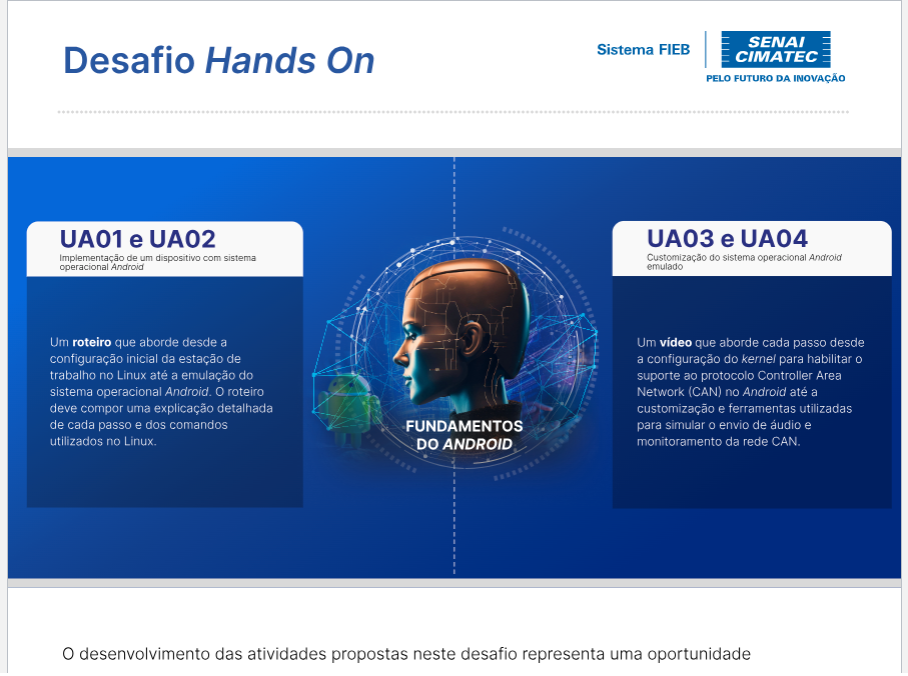 Desafio Hands On
Sistema FIEB
SENAI
CIMATEC
PELO FUTURO DA INOVAÇÃO
UA01 e UA02
Implementação de um dispositivo com sistema
operacional Android
Um roteiro que aborde desde a
configuração inicial da estação de
trabalho no Linux até a emulação do
sistema operacional Android. O roteiro
deve compor uma explicação detalhada
de cada passo e dos comandos
utilizados no Linux.
FUNDAMENTOS
DO ANDROID
UA03 e UA04
Customização do sistema operacional Android
emulado
Um vídeo que aborde cada passo desde
a configuração do kernel para habilitar o
suporte ao protocolo Controller Area
Network (CAN) no Android até a
customização e ferramentas utilizadas
para simular o envio de áudio e
monitoramento da rede CAN.
O desenvolvimento das atividades propostas neste desafio representa uma oportunidade